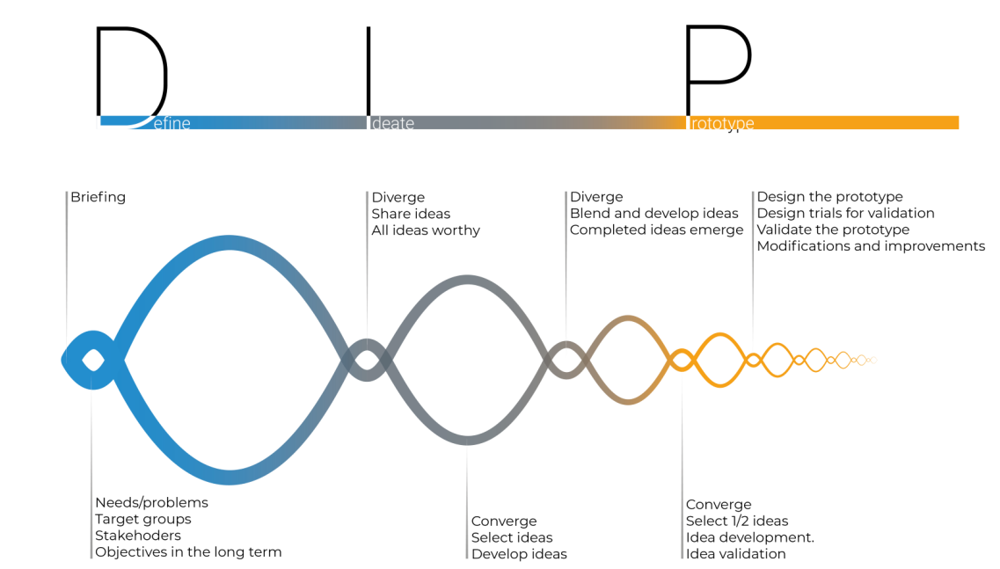 Define
Ideate
Prototype
Briefing
Diverge
Share ideas
All ideas worthy
Diverge
Blend and develop ideas
Completed ideas emerge
Design the prototype
Design trials for validation
Validate the prototype
Modifications and improvements
Needs/problems
Target groups
Stakehoders
Objectives in the long term
Converge
Select ideas
Develop ideas
Converge
Select 1/2 ideas
Idea development.
Idea validation